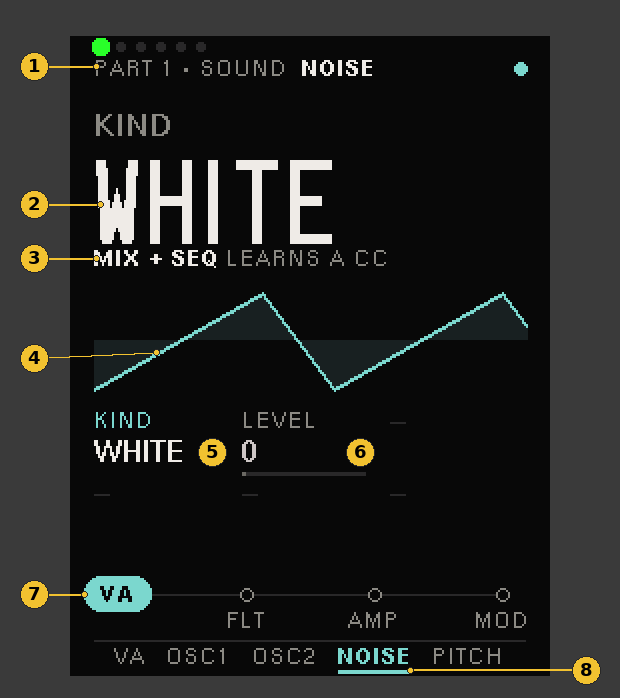 1 PART 1 · SOUND NOISE
KIND
2 WHITE
3 MIX + SEQ LEARNS A CC
4
KIND LEVEL —
WHITE 5 0 6
— — —
7 VA
FLT AMP MOD
VA OSC1 OSC2 NOISE PITCH
8